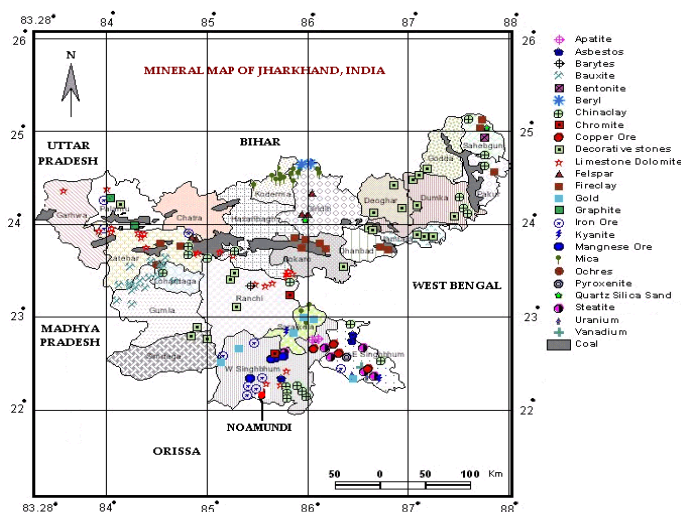 83.28° 84° 85° 86° 87° 88°
26° 26°
N
MINERAL MAP OF JHARKHAND, INDIA
25° 25°
UTTAR
PRADESH
BIHAR
Sahebgunj
Godda
Koderma
Pakur
Garhwa
Palamu
Chatra
Hazaribagh
Giridih
Deoghar
Dumka
24° 24°
Latehar
Bokaro
Dhanbad
Lohardaga
Ranchi
WEST BENGAL
Gumla
23° 23°
MADHYA
PRADESH
Simdega
W Singhbhum
E Singhbhum
22° 22°
NOAMUNDI
ORISSA
50 0 50 100 Km
83.28° 84° 85° 86° 87° 88°
Apatite
Asbestos
Barytes
Bauxite
Bentonite
Beryl
Chinaclay
Chromite
Copper Ore
Decorative stones
Limestone Dolomite
Felspar
Fireclay
Gold
Graphite
Iron Ore
Kyanite
Mangnese Ore
Mica
Ochres
Pyroxenite
Quartz Silica Sand
Steatite
Uranium
Vanadium
Coal